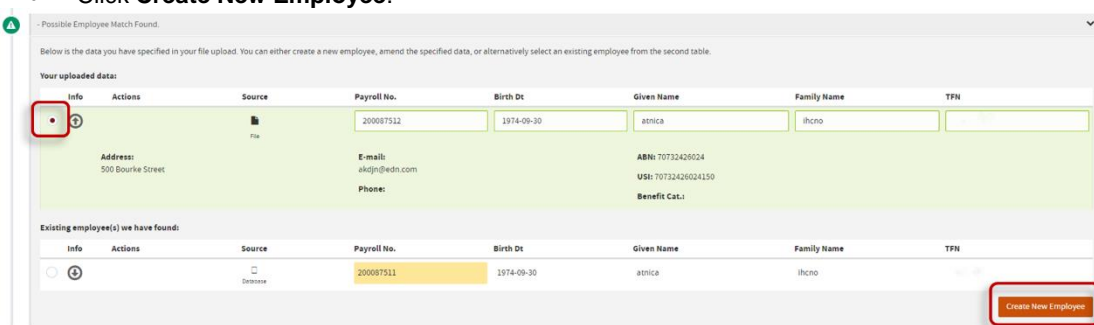 Click Create New Employee.
- Possible Employee Match Found.
Below is the data you have specified in your file upload. You can either create a new employee, amend the specified data, or alternatively select an existing employee from the second table.
Your uploaded data:
Info Actions Source Payroll No. Birth Dt Given Name Family Name TFN
File 200087512 1974-09-30 atnica ihcno
Address: E-mail: ABN: 70732426024
500 Bourke Street akdjn@edn.com USI: 70732426024150
Phone: Benefit Cat.:
Existing employee(s) we have found:
Info Actions Source Payroll No. Birth Dt Given Name Family Name TFN
Database 200087511 1974-09-30 atnica ihcno
Create New Employee